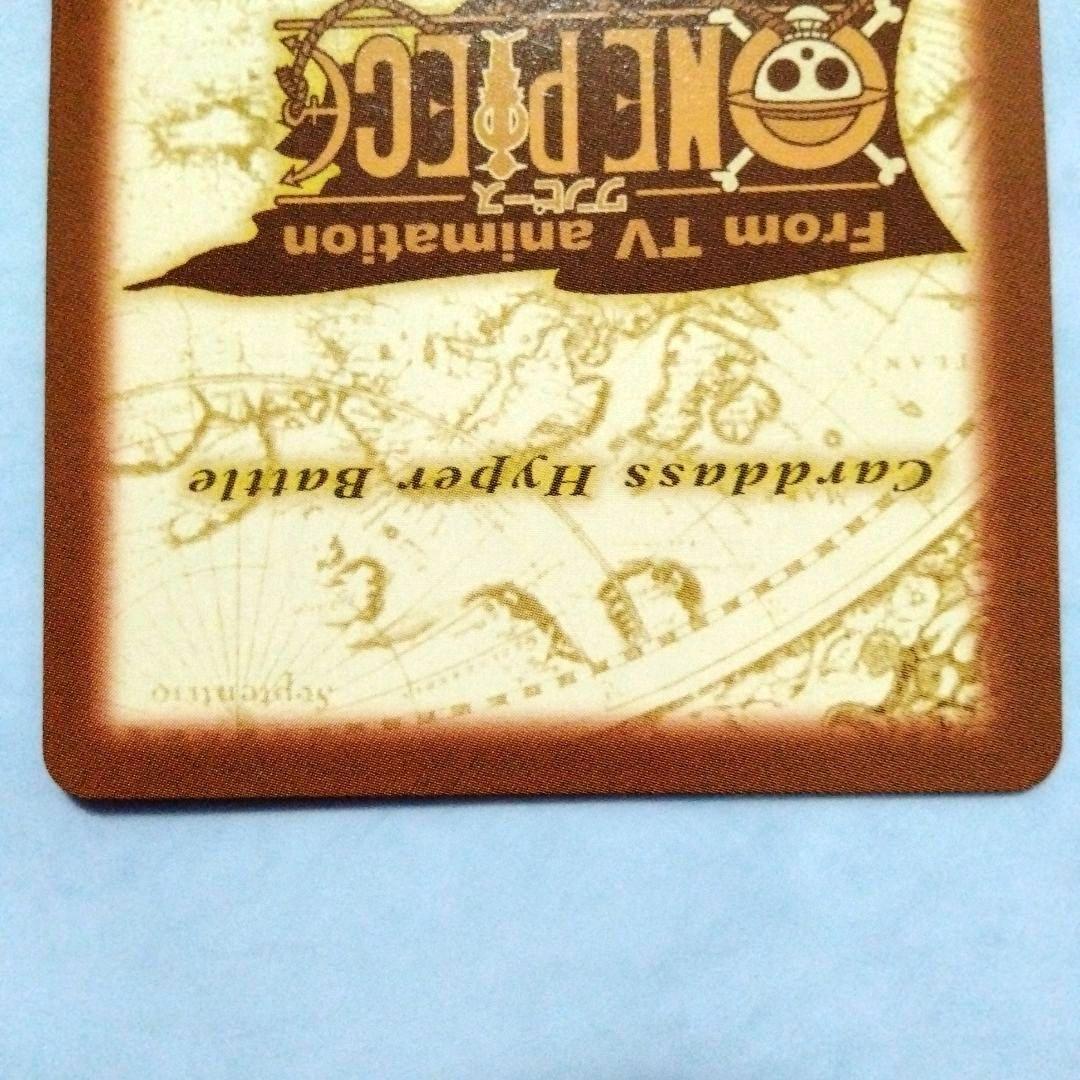 Septentrio
Carddass Hyper Battle
From TV animation
ワンピース
ONE PIECE